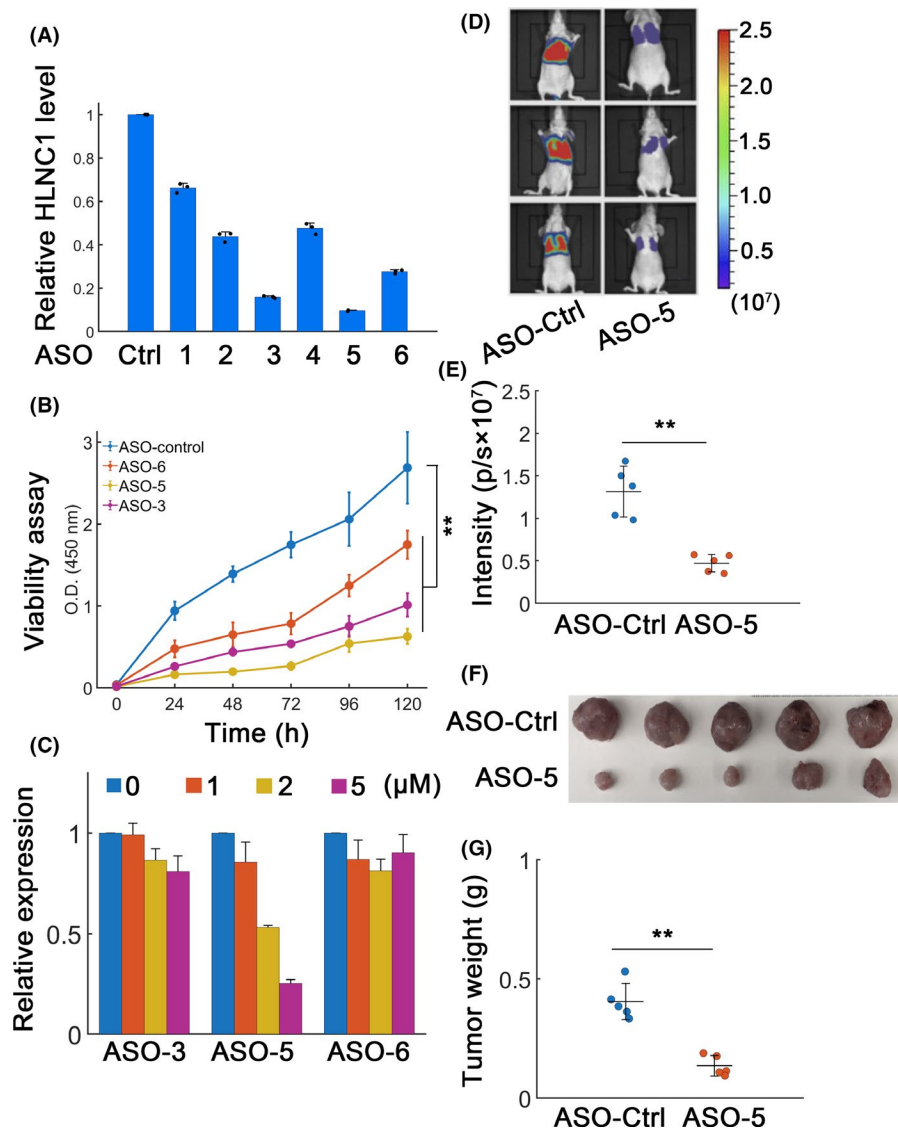 (A)
Relative HLNC1 level
1
0.8
0.6
0.4
0.2
0
ASO Ctrl 1 2 3 4 5 6
(B)
Viability assay
O.D. (450 nm)
3
2
0.1
0
ASO-control
ASO-6
ASO-5
ASO-3
**
0 24 48 72 96 120
Time (h)
(C)
Relative expression
0 1 2 5 (μM)
1
0.5
0
ASO-3 ASO-5 ASO-6
(D)
2.5
2.0
1.5
1.0
0.5
(10⁷)
ASO-Ctrl ASO-5
(E)
Intensity (p/s×10⁷)
2.5
2
1.5
1
0.5
0
**
ASO-Ctrl ASO-5
(F)
ASO-Ctrl
ASO-5
(G)
Tumor weight (g)
1
0.5
0
**
ASO-Ctrl ASO-5